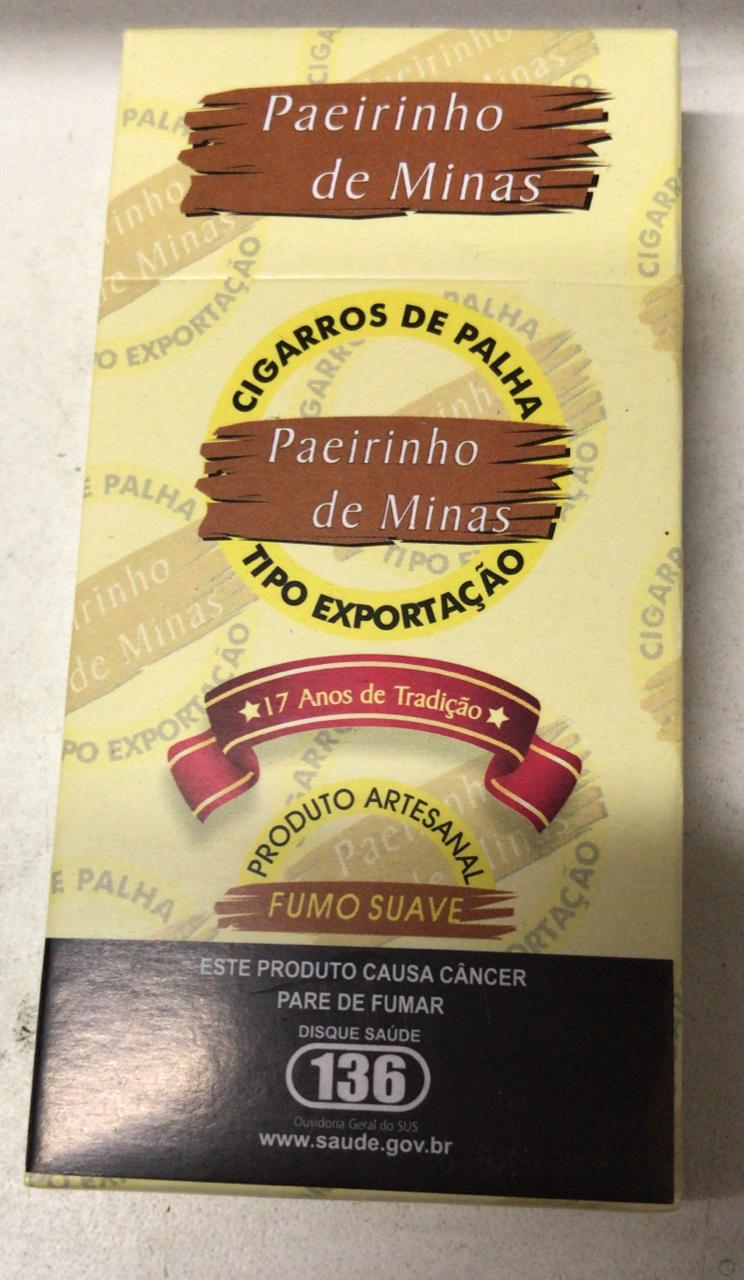 Paeirinho
de Minas
CIGARROS DE PALHA
Paeirinho
de Minas
TIPO EXPORTAÇÃO
17 Anos de Tradição
PRODUTO ARTESANAL
FUMO SUAVE
ESTE PRODUTO CAUSA CÂNCER
PARE DE FUMAR
DISQUE SAÚDE
136
Ouvidoria Geral do SUS
www.saude.gov.br